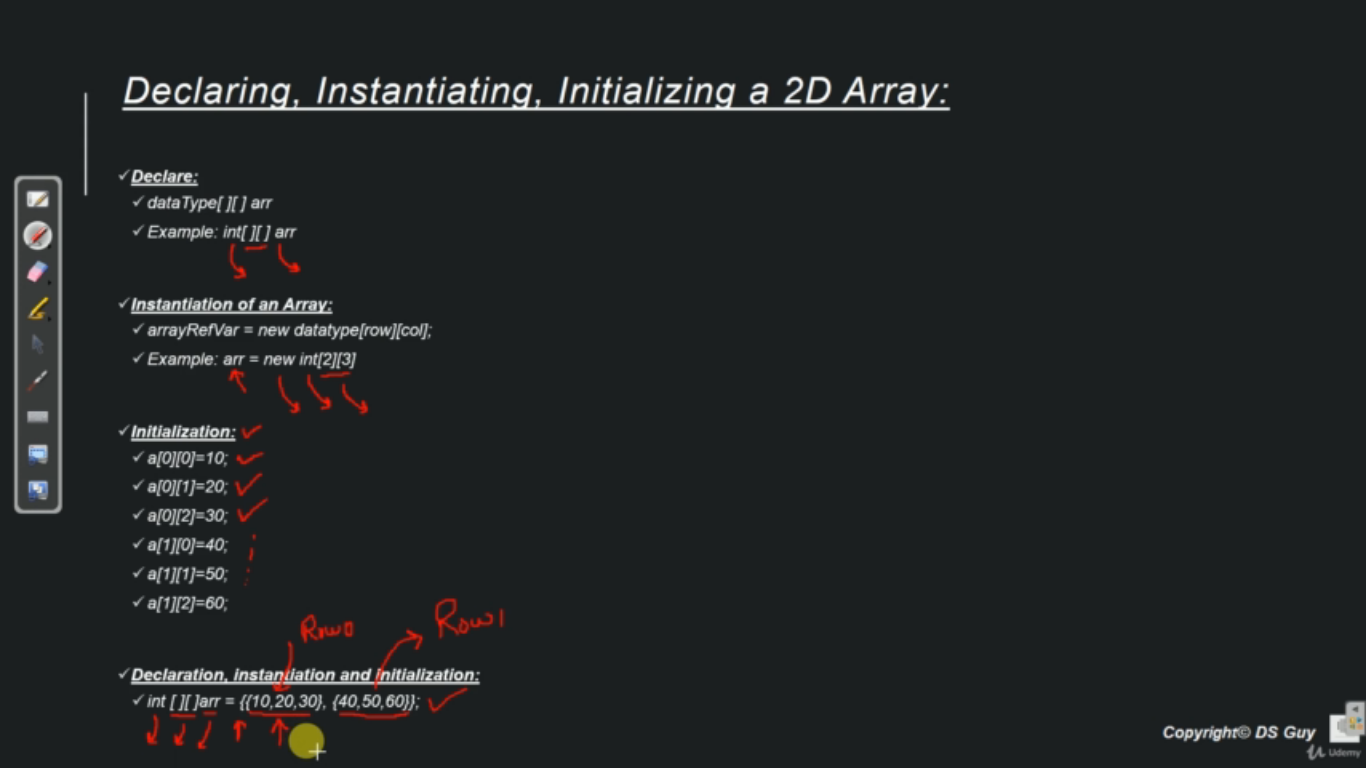 Declaring, Instantiating, Initializing a 2D Array:
✓Declare:
✓dataType[ ][ ] arr
✓Example: int[ ][ ] arr
✓Instantiation of an Array:
✓arrayRefVar = new datatype[row][col];
✓Example: arr = new int[2][3]
✓Initialization:
✓a[0][0]=10;
✓a[0][1]=20;
✓a[0][2]=30;
✓a[1][0]=40;
✓a[1][1]=50;
✓a[1][2]=60;
Row0 Row1
✓Declaration, instantiation and initialization:
✓int [ ][ ]arr = {{10,20,30}, {40,50,60}};
Copyright© DS Guy
Udemy